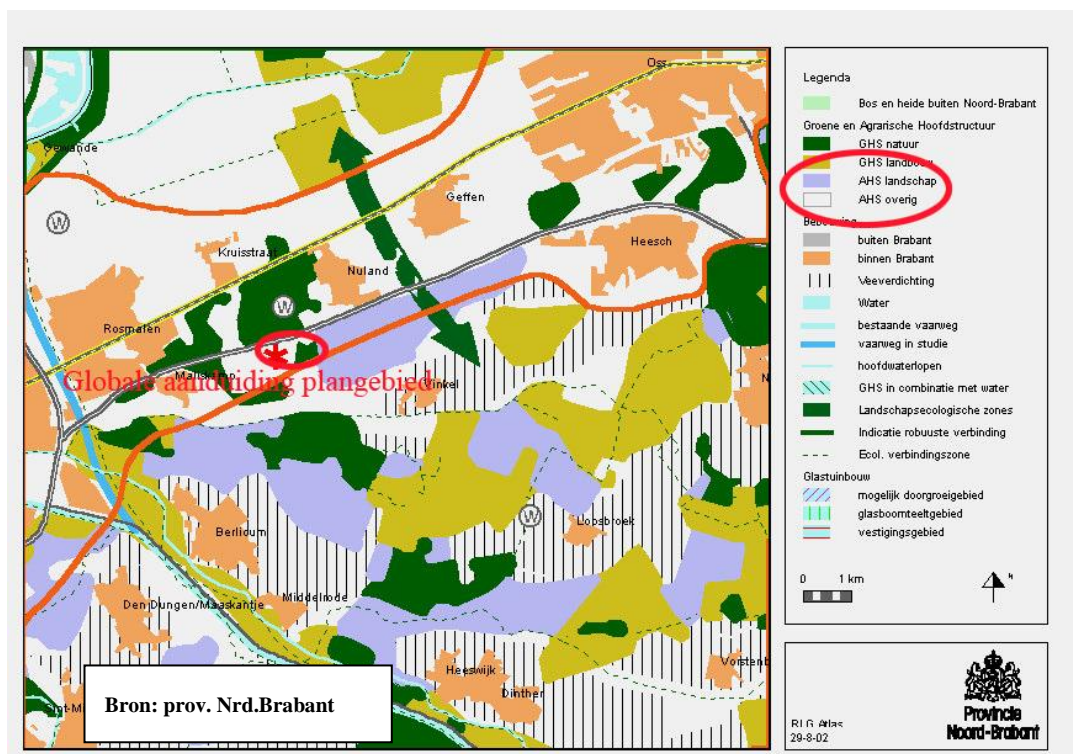 Oss
Gewande
Geffen
W
Kruisstraat
Heesch
Nuland
W
Rosmalen
Maliskamp
Globale aanduiding plangebied
Vinkel
N
W
Loosbroek
Berlicum
Middelrode
Den Dungen/Maaskantje
Heeswijk
Vorstenb
Dinther
Bron: prov. Nrd.Brabant
Legenda
Bos en heide buiten Noord-Brabant
Groene en Agrarische Hoofdstructuur
GHS natuur
GHS landbouw
AHS landschap
AHS overig
Bebouwing
buiten Brabant
binnen Brabant
Veeverdichting
Water
bestaande vaarweg
vaarweg in studie
hoofdwaterlopen
GHS in combinatie met water
Landschapsecologische zones
Indicatie robuuste verbinding
Ecol. verbindingszone
Glastuinbouw
mogelijk doorgroeigebied
glasboomteeltgebied
vestigingsgebied
0 1 km
N
RLG Atlas
29-8-02
Provincie
Noord-Brabant